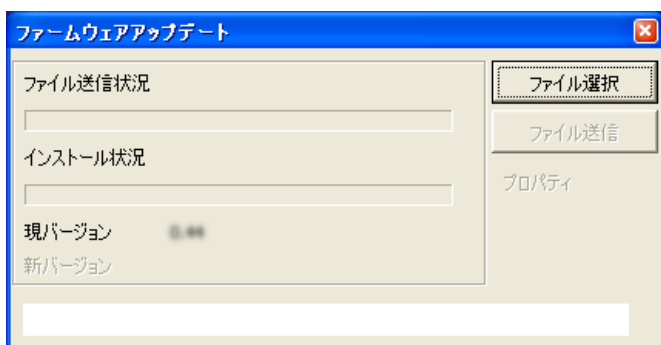 ファームウェアアップデート
ファイル送信状況
ファイル選択
ファイル送信
インストール状況
プロパティ
現バージョン 0.44
新バージョン